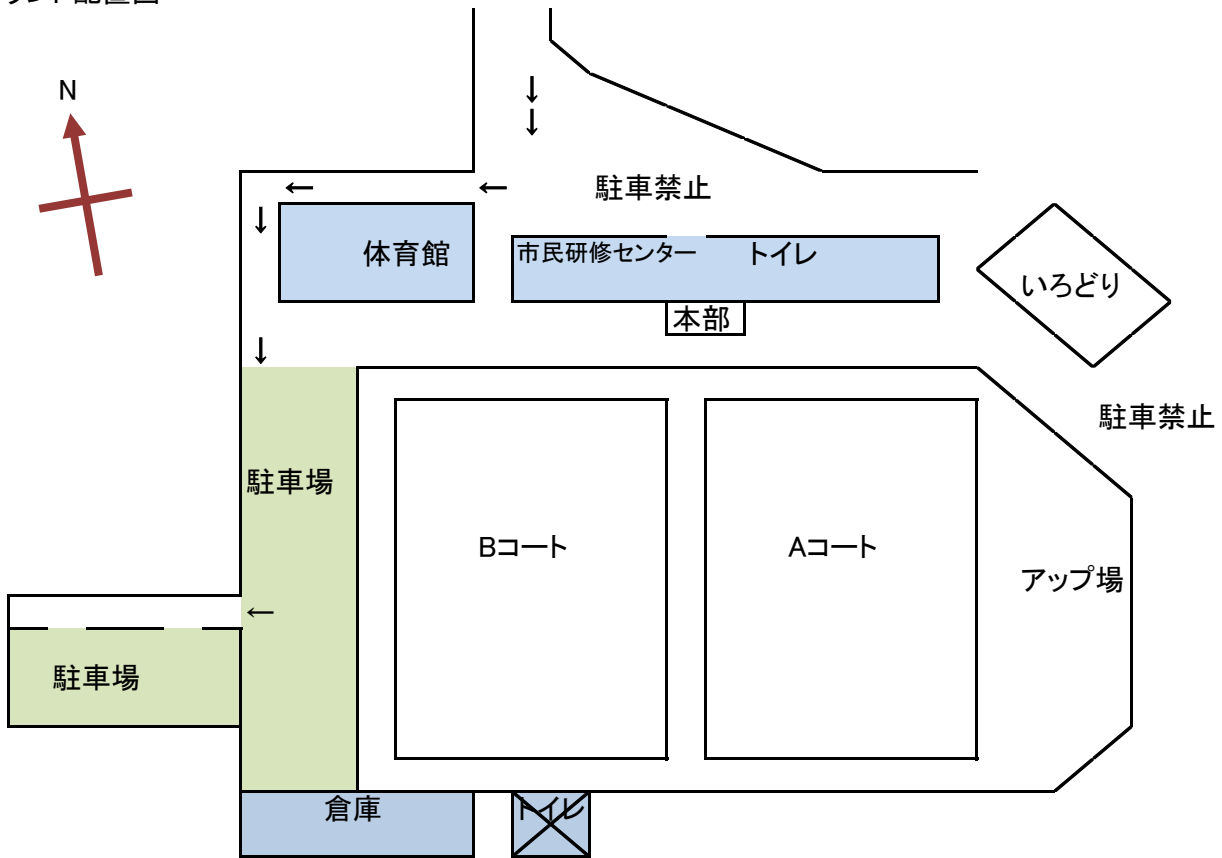 N
↓
↓
← ←
駐車禁止
↓
体育館
市民研修センター トイレ
いろどり
本部
↓
駐車禁止
駐車場
Bコート
Aコート
アップ場
←
駐車場
倉庫
トイレ